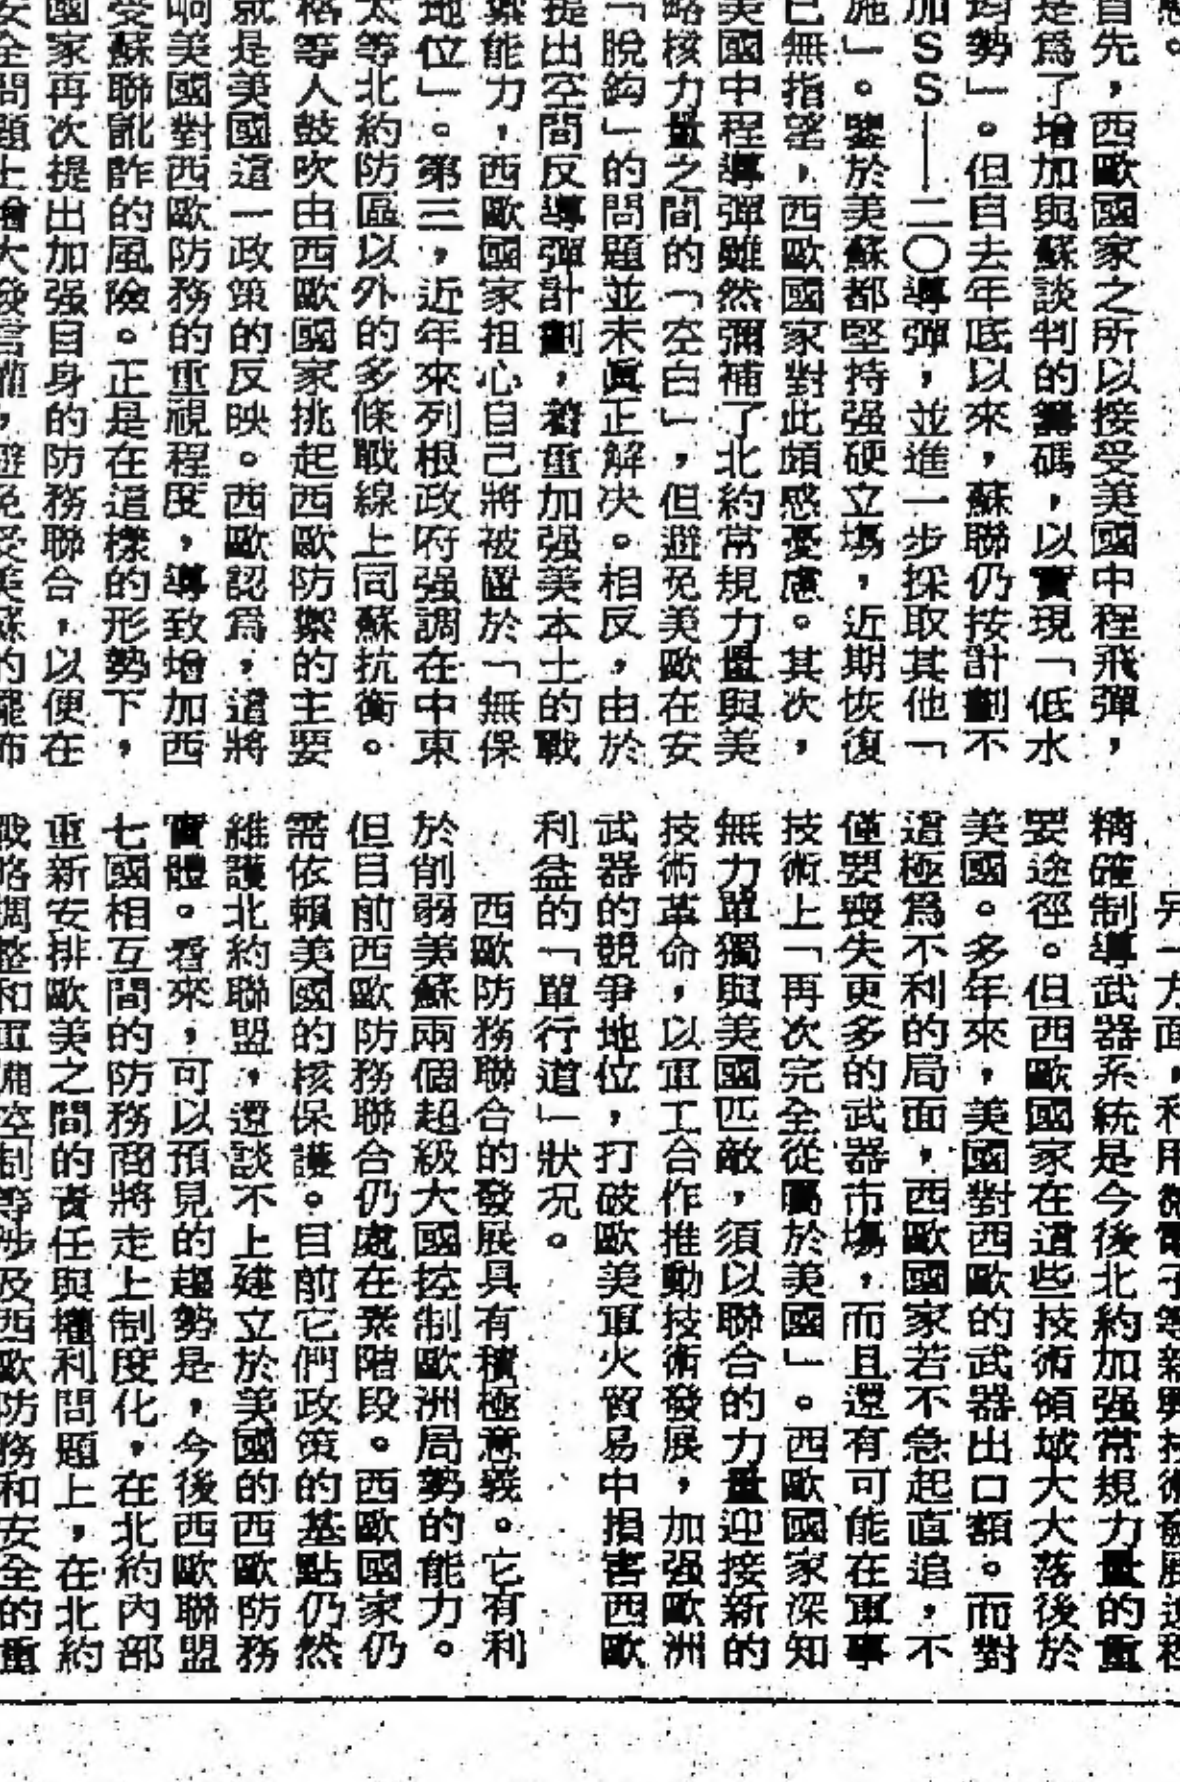 惑。
首先，西歐國家之所以接受美國中程飛彈，
是爲了增加與蘇談判的籌碼，以實現「低水
均勢」。但自去年底以來，蘇聯仍按計劃不
加ＳＳ—二〇導彈，並進一步採取其他「
施」。鑒於美蘇都堅持强硬立場，近期恢復
已無指望，西歐國家對此頗感憂慮。其次，
美國中程導彈雖然彌補了北約常規力量與美
略核力量之間的「空白」，但避免美歐在安
「脫鈎」的問題並未眞正解决。相反，由於
提出空間反導彈計劃，着重加强美本土的戰
禦能力，西歐國家担心自己將被置於「無保
地位」。第三，近年來列根政府强調在中東
太等北約防區以外的多條戰線上同蘇抗衡。
格等人鼓吹由西歐國家挑起西歐防禦的主要
就是美國這一政策的反映。西歐認爲，這將
响美國對西歐防務的重視程度，導致增加西
受蘇聯訛詐的風險。正是在這樣的形勢下，
國家再次提出加强自身的防務聯合，以便在
安全問題上增大發言權，避免受美蘇的擺布
另一方面，利用微電子等新興技術發展進程
精確制導武器系統是今後北約加强常規力量的重
要途徑。但西歐國家在這些技術領域大大落後於
美國。多年來，美國對西歐的武器出口額。而對
這極爲不利的局面，西歐國家若不急起直追，不
僅要喪失更多的武器市場，而且還有可能在軍事
技術上「再次完全從屬於美國」。西歐國家深知
無力單獨與美國匹敵，須以聯合的力量迎接新的
技術革命，以軍工合作推動技術發展，加强歐洲
武器的競爭地位，打破歐美軍火貿易中損害西歐
利益的「單行道」狀况。
西歐防務聯合的發展具有積極意義。它有利
於削弱美蘇兩個超級大國控制歐洲局勢的能力。
但目前西歐防務聯合仍處在素階段。西歐國家仍
需依賴美國的核保護。目前它們政策的基點仍然
維護北約聯盟，還談不上建立於美國的西歐防務
實體。看來，可以預見的趨勢是，今後西歐聯盟
七國相互間的防務商將走上制度化，在北約內部
重新安排歐美之間的責任與權利問題上，在北約
戰略調整和軍備控制等涉及西歐防務和安全的重